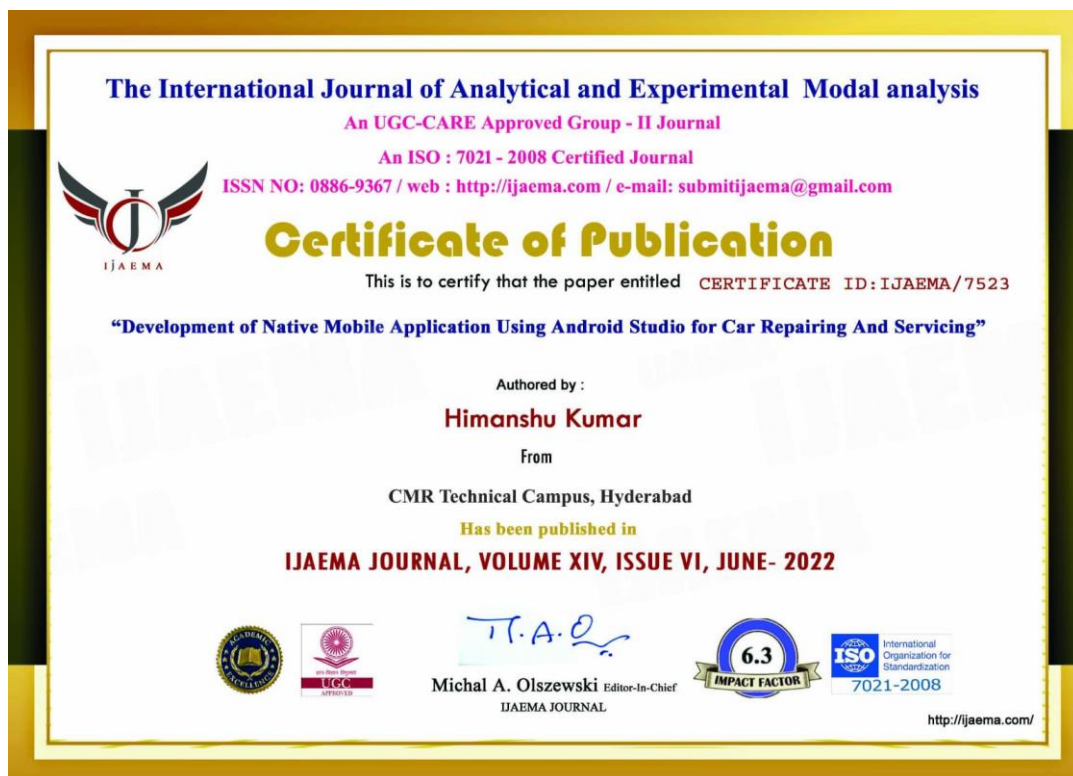 The International Journal of Analytical and Experimental Modal analysis
An UGC-CARE Approved Group - II Journal
An ISO : 7021 - 2008 Certified Journal
ISSN NO: 0886-9367 / web : http://ijaema.com / e-mail: submitijaema@gmail.com
IJAEMA
Certificate of Publication
This is to certify that the paper entitled CERTIFICATE ID:IJAEMA/7523
“Development of Native Mobile Application Using Android Studio for Car Repairing And Servicing”
Authored by :
Himanshu Kumar
From
CMR Technical Campus, Hyderabad
Has been published in
IJAEMA JOURNAL, VOLUME XIV, ISSUE VI, JUNE- 2022
ACADEMIC
EXCELLENCE
UGC
APPROVED
Michal A. Olszewski Editor-In-Chief
IJAEMA JOURNAL
6.3
IMPACT FACTOR
ISO
International
Organization for
Standardization
7021-2008
http://ijaema.com/